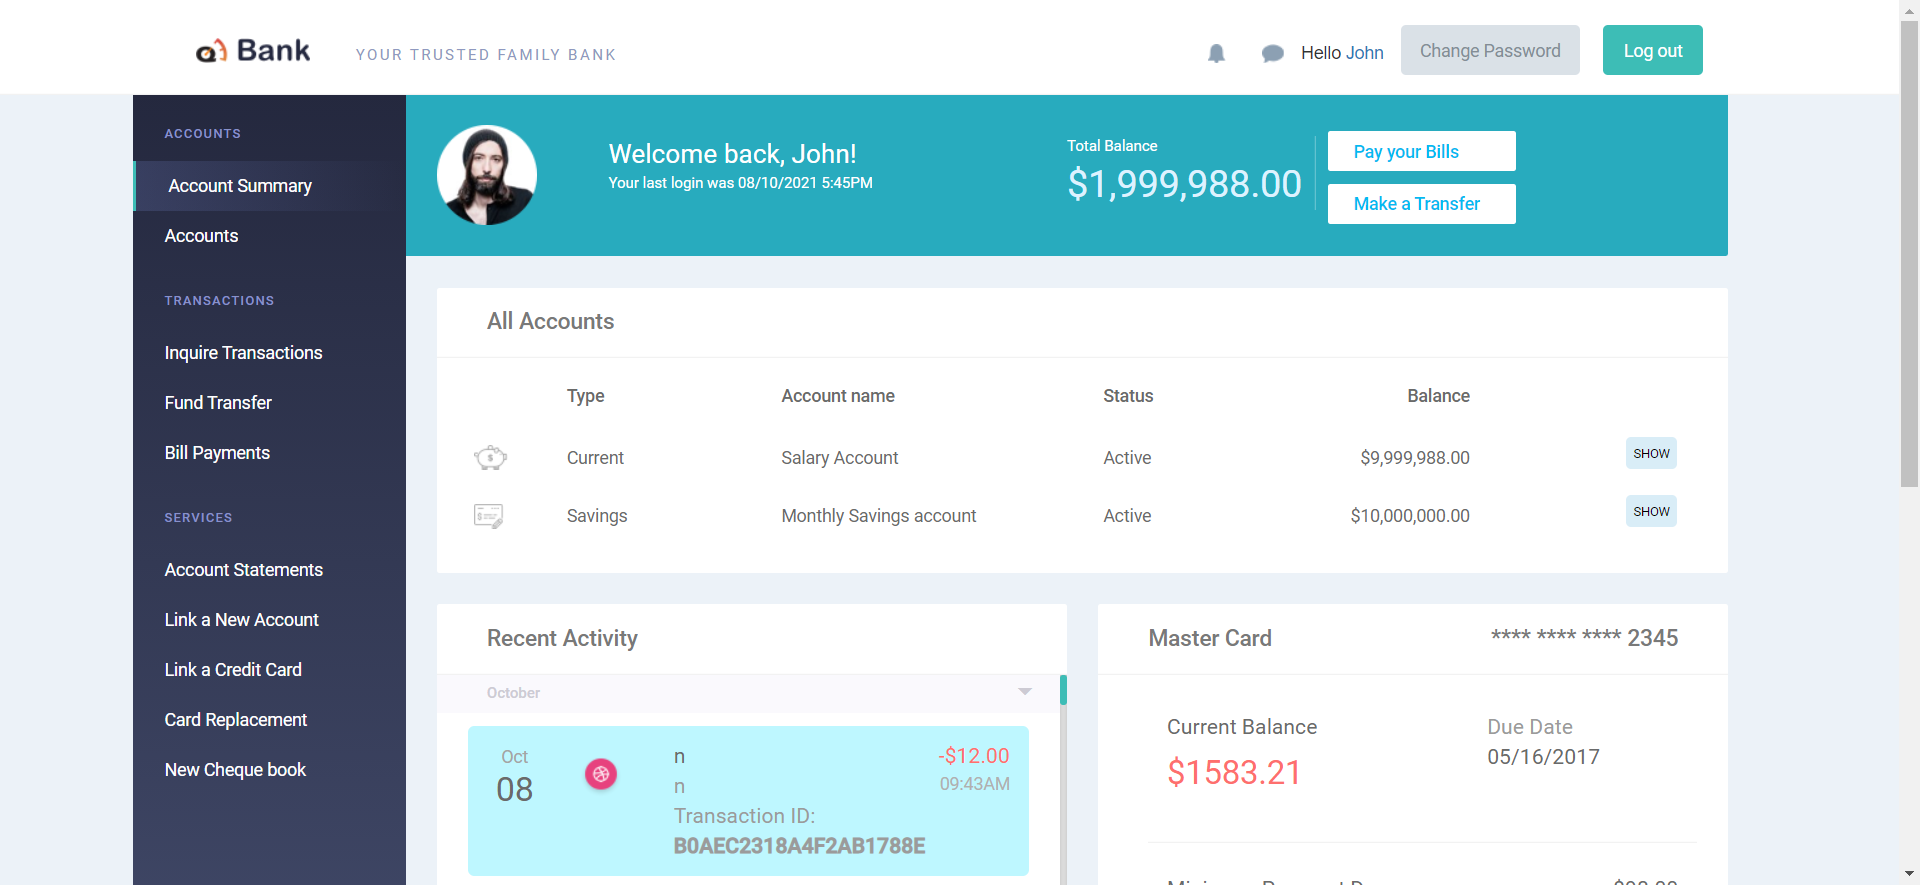 Bank
YOUR TRUSTED FAMILY BANK
Hello John
Change Password
Log out
ACCOUNTS
Account Summary
Accounts
TRANSACTIONS
Inquire Transactions
Fund Transfer
Bill Payments
SERVICES
Account Statements
Link a New Account
Link a Credit Card
Card Replacement
New Cheque book
Welcome back, John!
Your last login was 08/10/2021 5:45PM
Total Balance
$1,999,988.00
Pay your Bills
Make a Transfer
All Accounts
Type Account name Status Balance
Current Salary Account Active $9,999,988.00 SHOW
Savings Monthly Savings account Active $10,000,000.00 SHOW
Recent Activity
October
Oct
08
n
n
Transaction ID:
B0AEC2318A4F2AB1788E
-$12.00
09:43AM
Master Card **** **** **** 2345
Current Balance
$1583.21
Due Date
05/16/2017